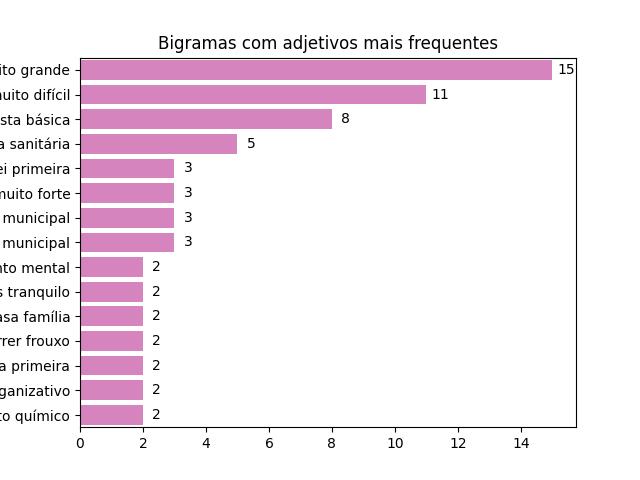 Bigramas com adjetivos mais frequentes
ito grande 15
muito difícil 11
sta básica 8
a sanitária 5
ei primeira 3
muito forte 3
municipal 3
municipal 3
nto mental 2
s tranquilo 2
asa família 2
rrer frouxo 2
a primeira 2
ganizativo 2
to químico 2
0 2 4 6 8 10 12 14